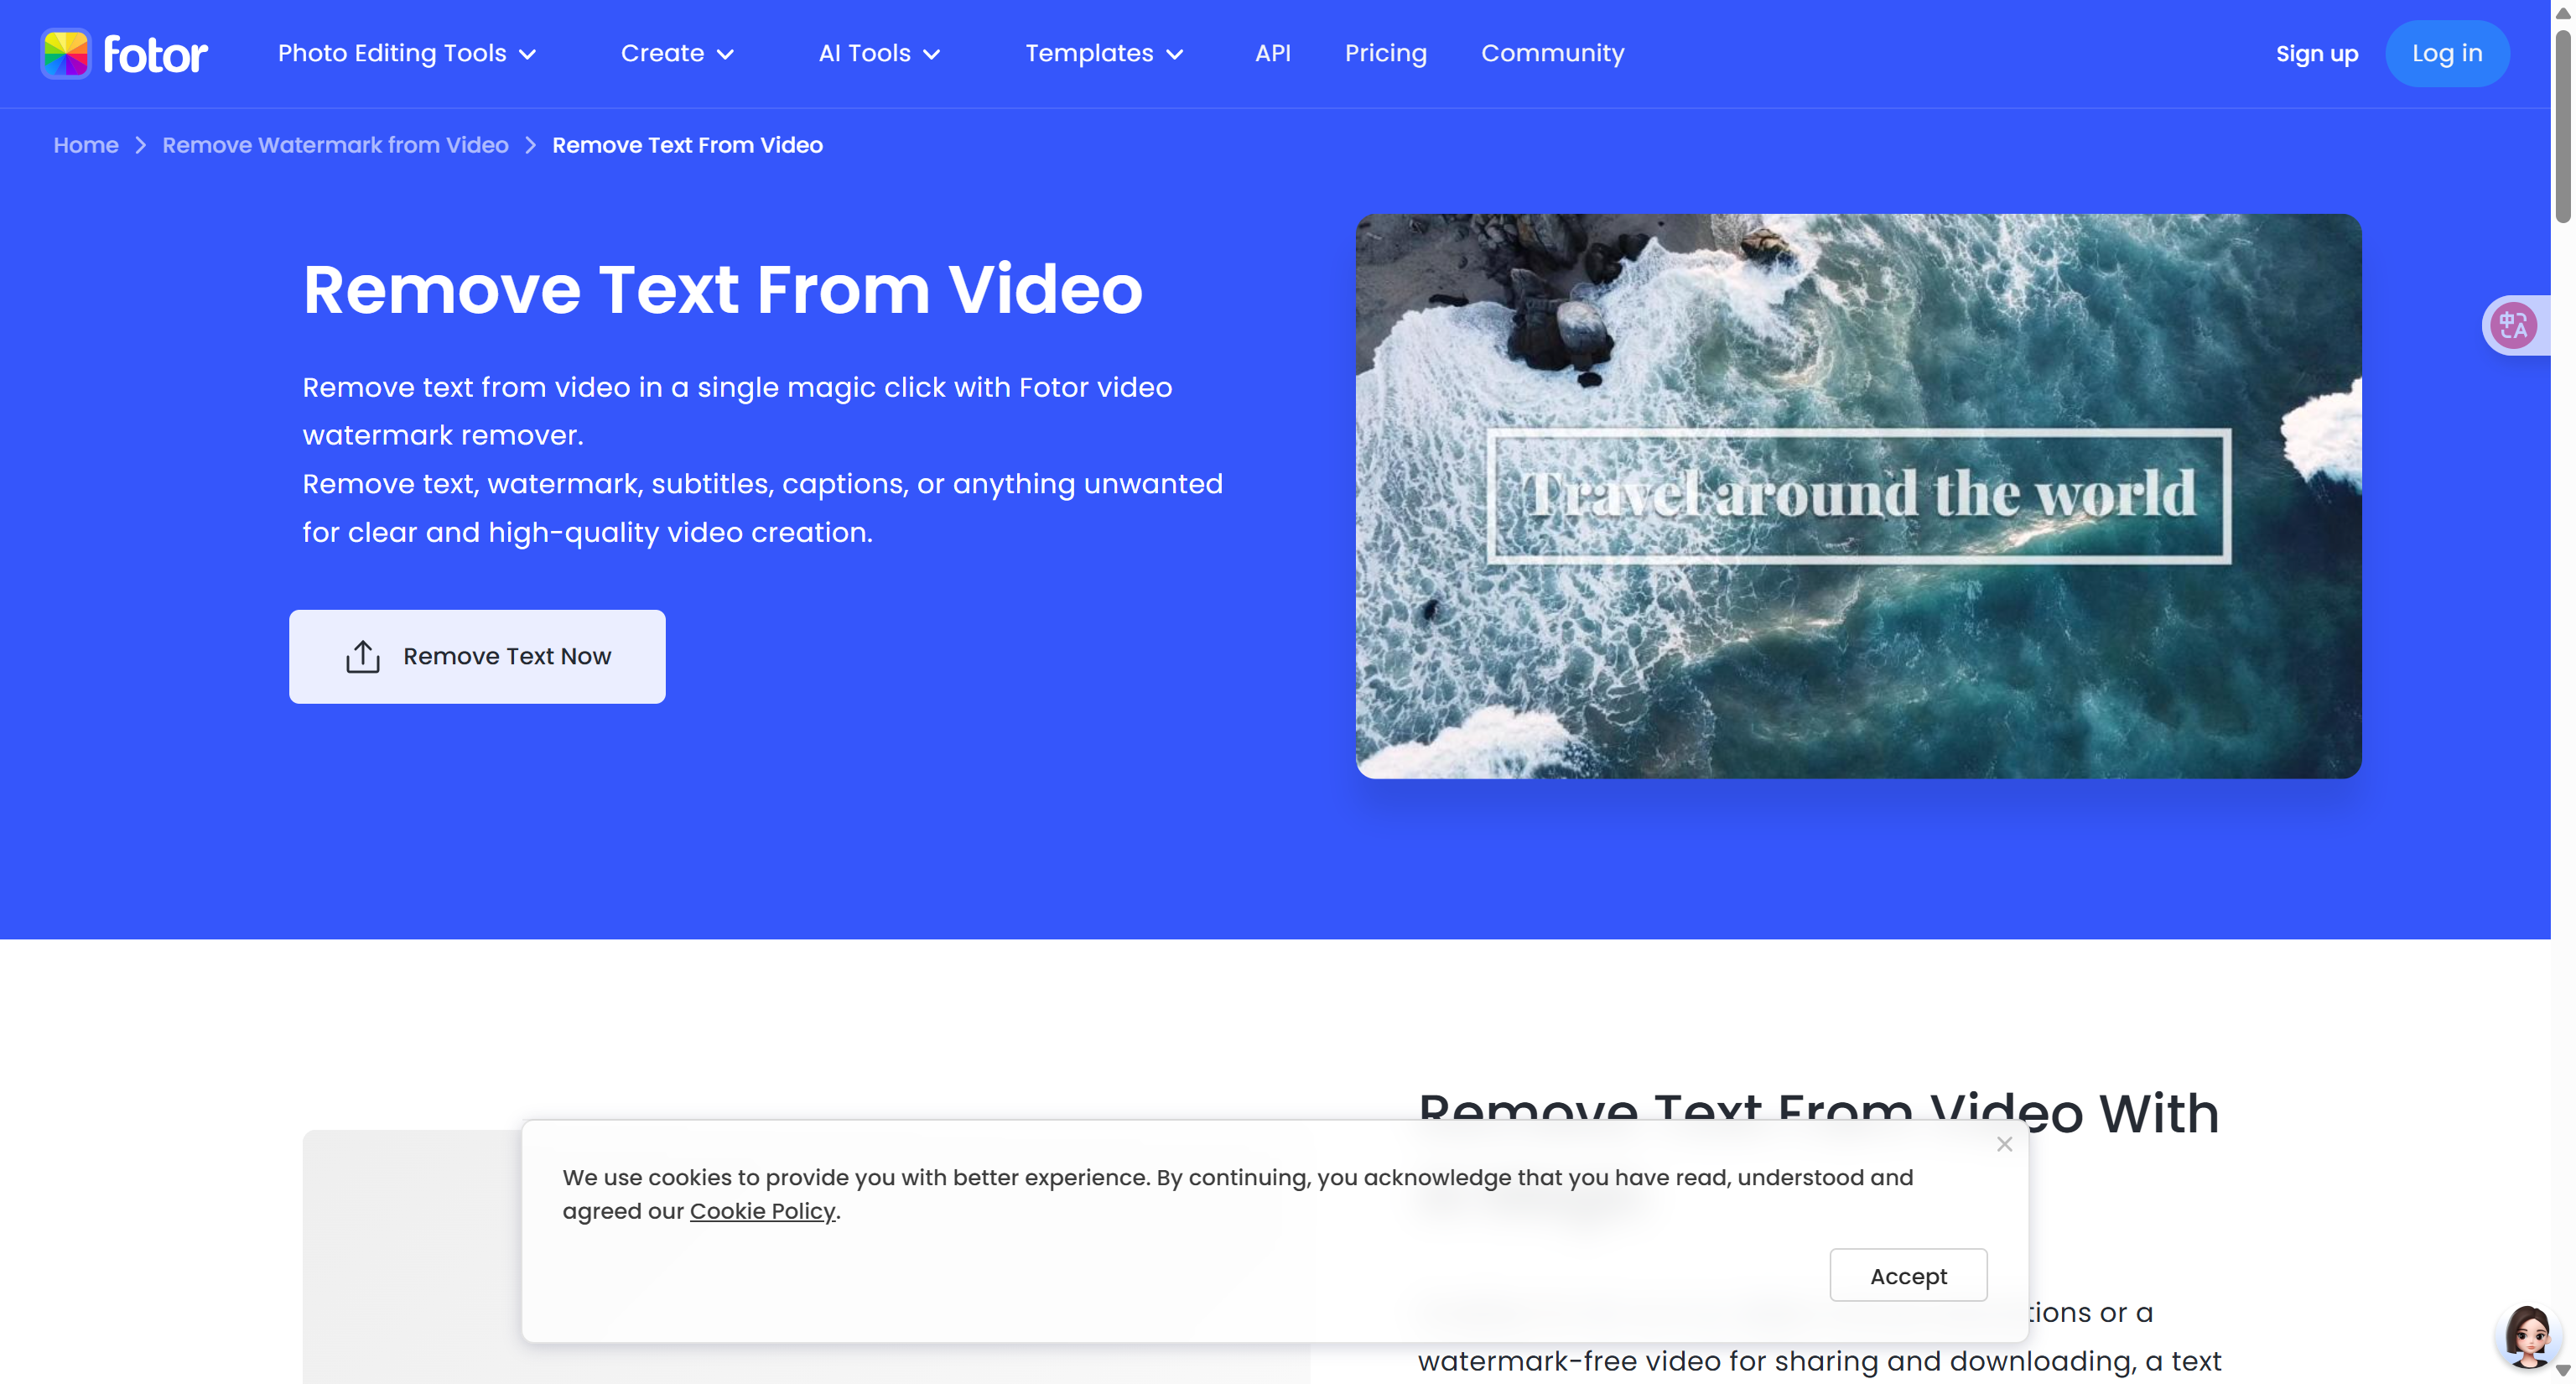 fotor
Photo Editing Tools
Create
AI Tools
Templates
API
Pricing
Community
Sign up
Log in
Home
Remove Watermark from Video
Remove Text From Video
Remove Text From Video
Remove text from video in a single magic click with Fotor video
watermark remover.
Remove text, watermark, subtitles, captions, or anything unwanted
for clear and high-quality video creation.
Remove Text Now
Travel around the world
中A
Remove Text From Video With
We use cookies to provide you with better experience. By continuing, you acknowledge that you have read, understood and
agreed our Cookie Policy.
Accept
tions or a
watermark-free video for sharing and downloading, a text